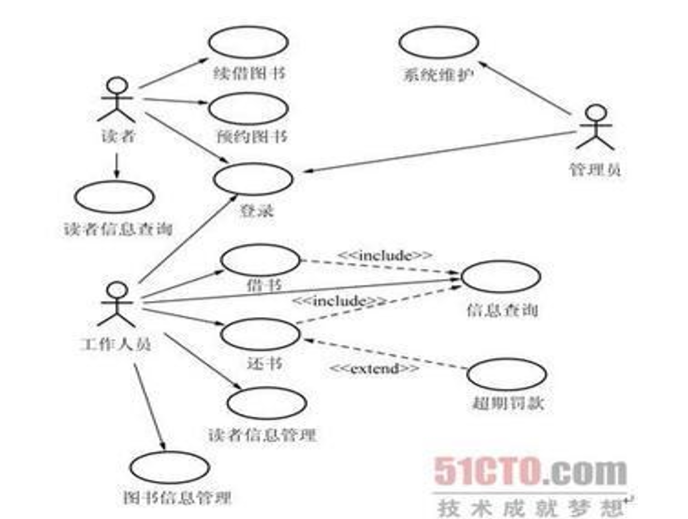 续借图书
系统维护
读者
预约图书
管理员
登录
读者信息查询
<<include>>
借书
信息查询
<<include>>
工作人员
还书
<<extend>>
超期罚款
读者信息管理
图书信息管理
51CTO.com
技术成就梦想